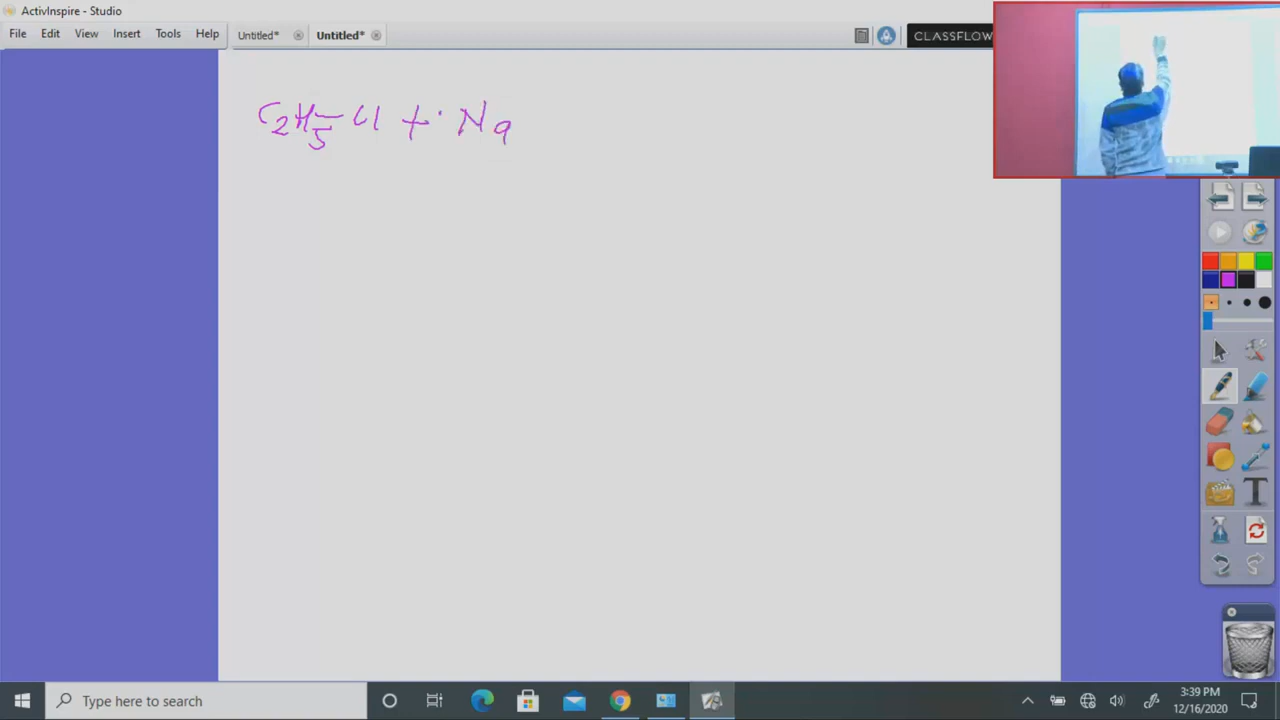 ActivInspire - Studio
File Edit View Insert Tools Help Untitled* Untitled* CLASSFLOW
C2H5-Cl + Na
Type here to search
3:39 PM
12/16/2020